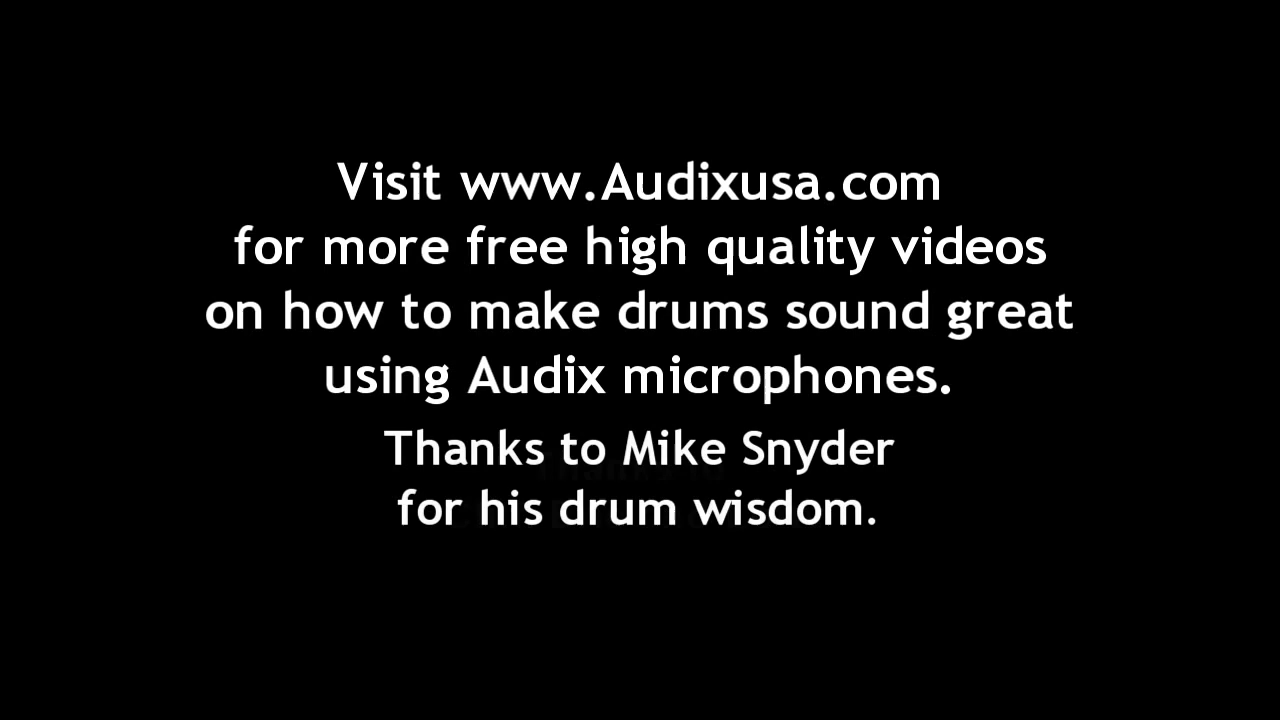 Visit www.Audixusa.com
for more free high quality videos
on how to make drums sound great
using Audix microphones.
Thanks to Mike Snyder
for his drum wisdom.